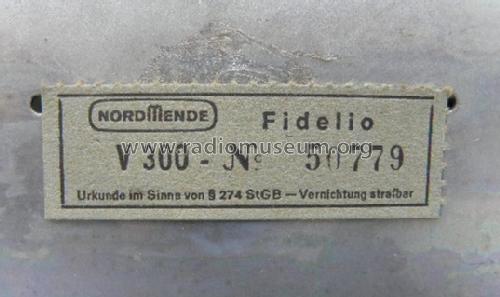 NORDMENDE Fidelio
V 300 - № 50779
Urkunde im Sinne von § 274 StGB — Vernichtung strafbar
www.radiomuseum.org